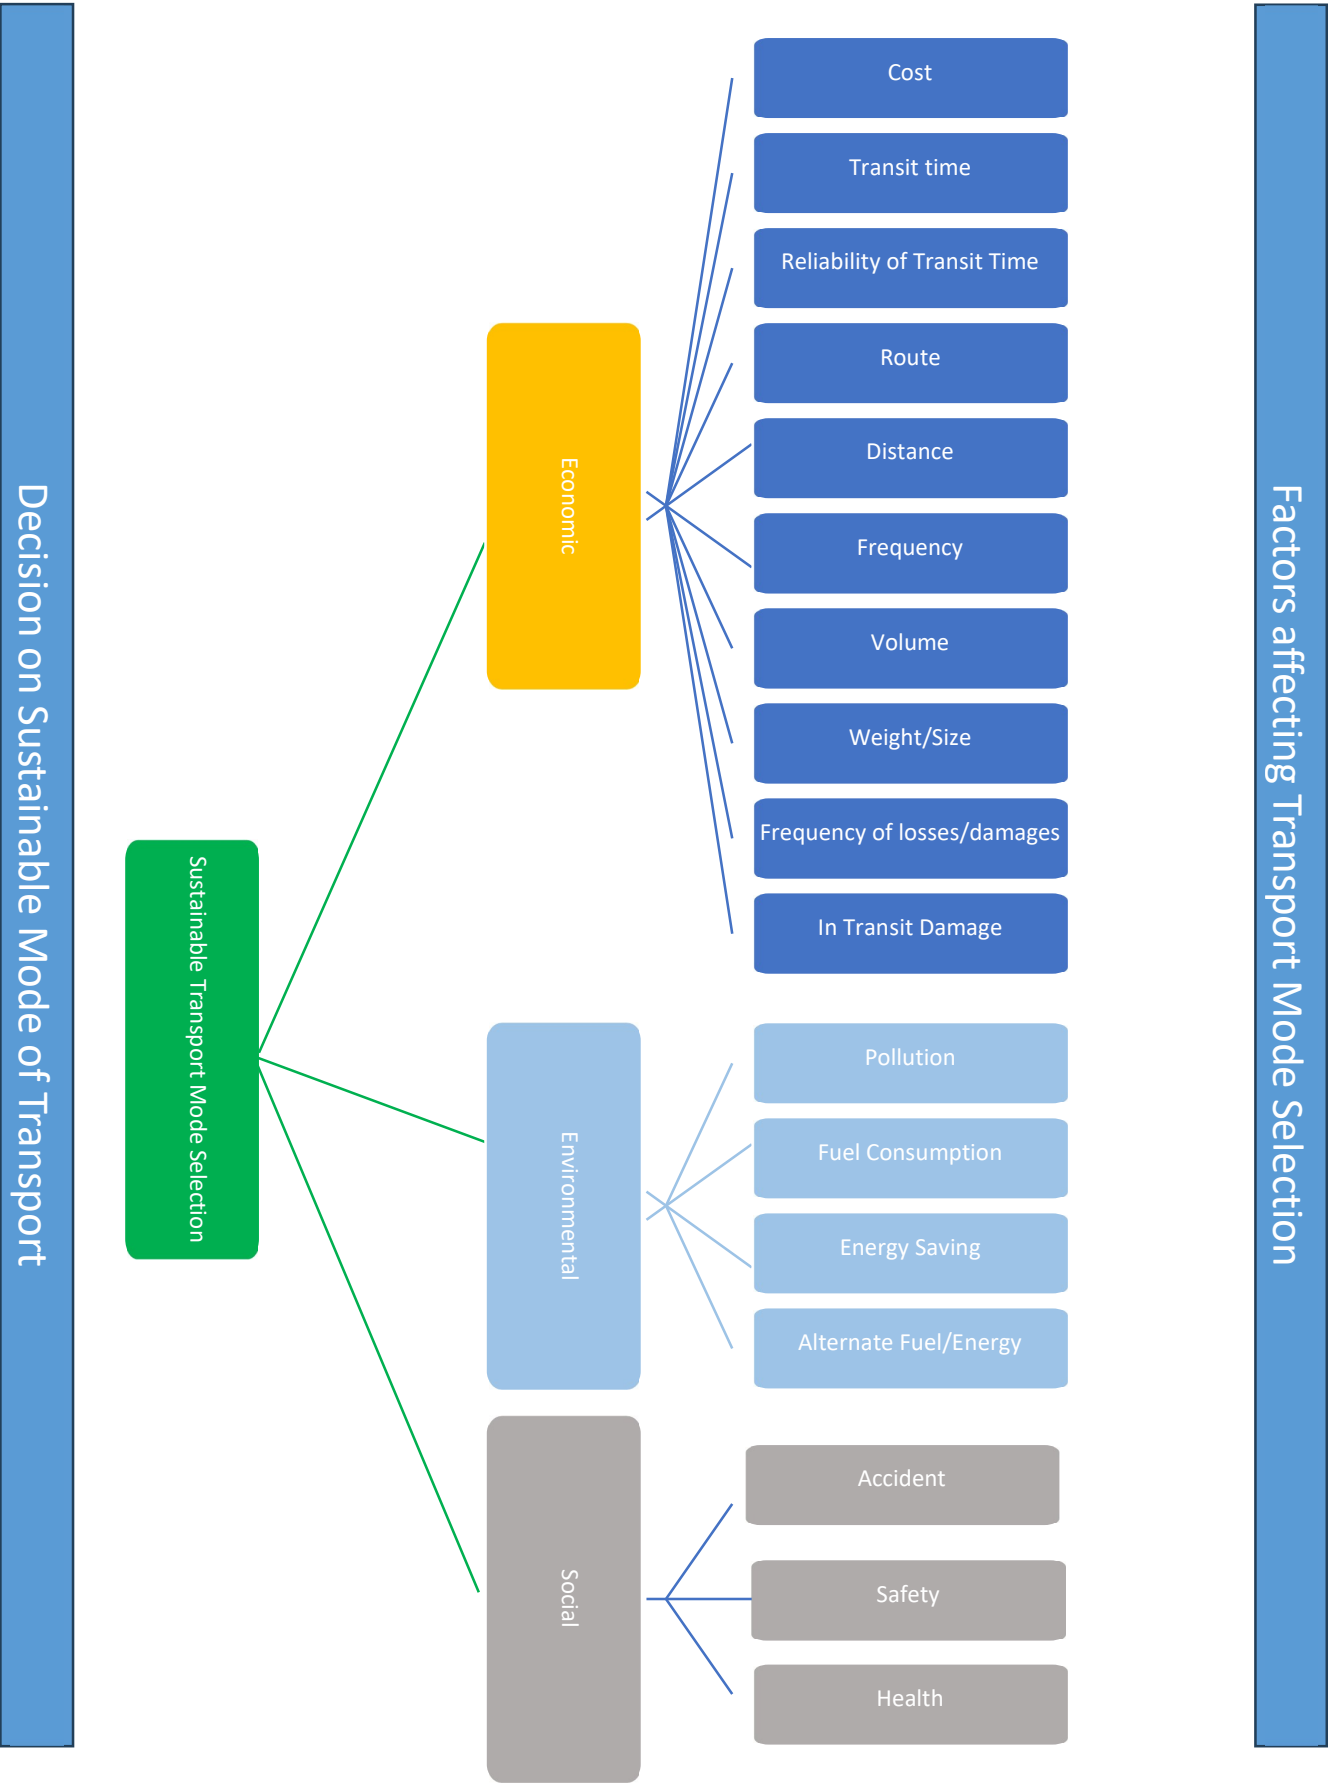 Decision on Sustainable Mode of Transport
Sustainable Transport Mode Selection
Economic
Cost
Transit time
Reliability of Transit Time
Route
Distance
Frequency
Volume
Weight/Size
Frequency of losses/damages
In Transit Damage
Environmental
Pollution
Fuel Consumption
Energy Saving
Alternate Fuel/Energy
Social
Accident
Safety
Health
Factors affecting Transport Mode Selection